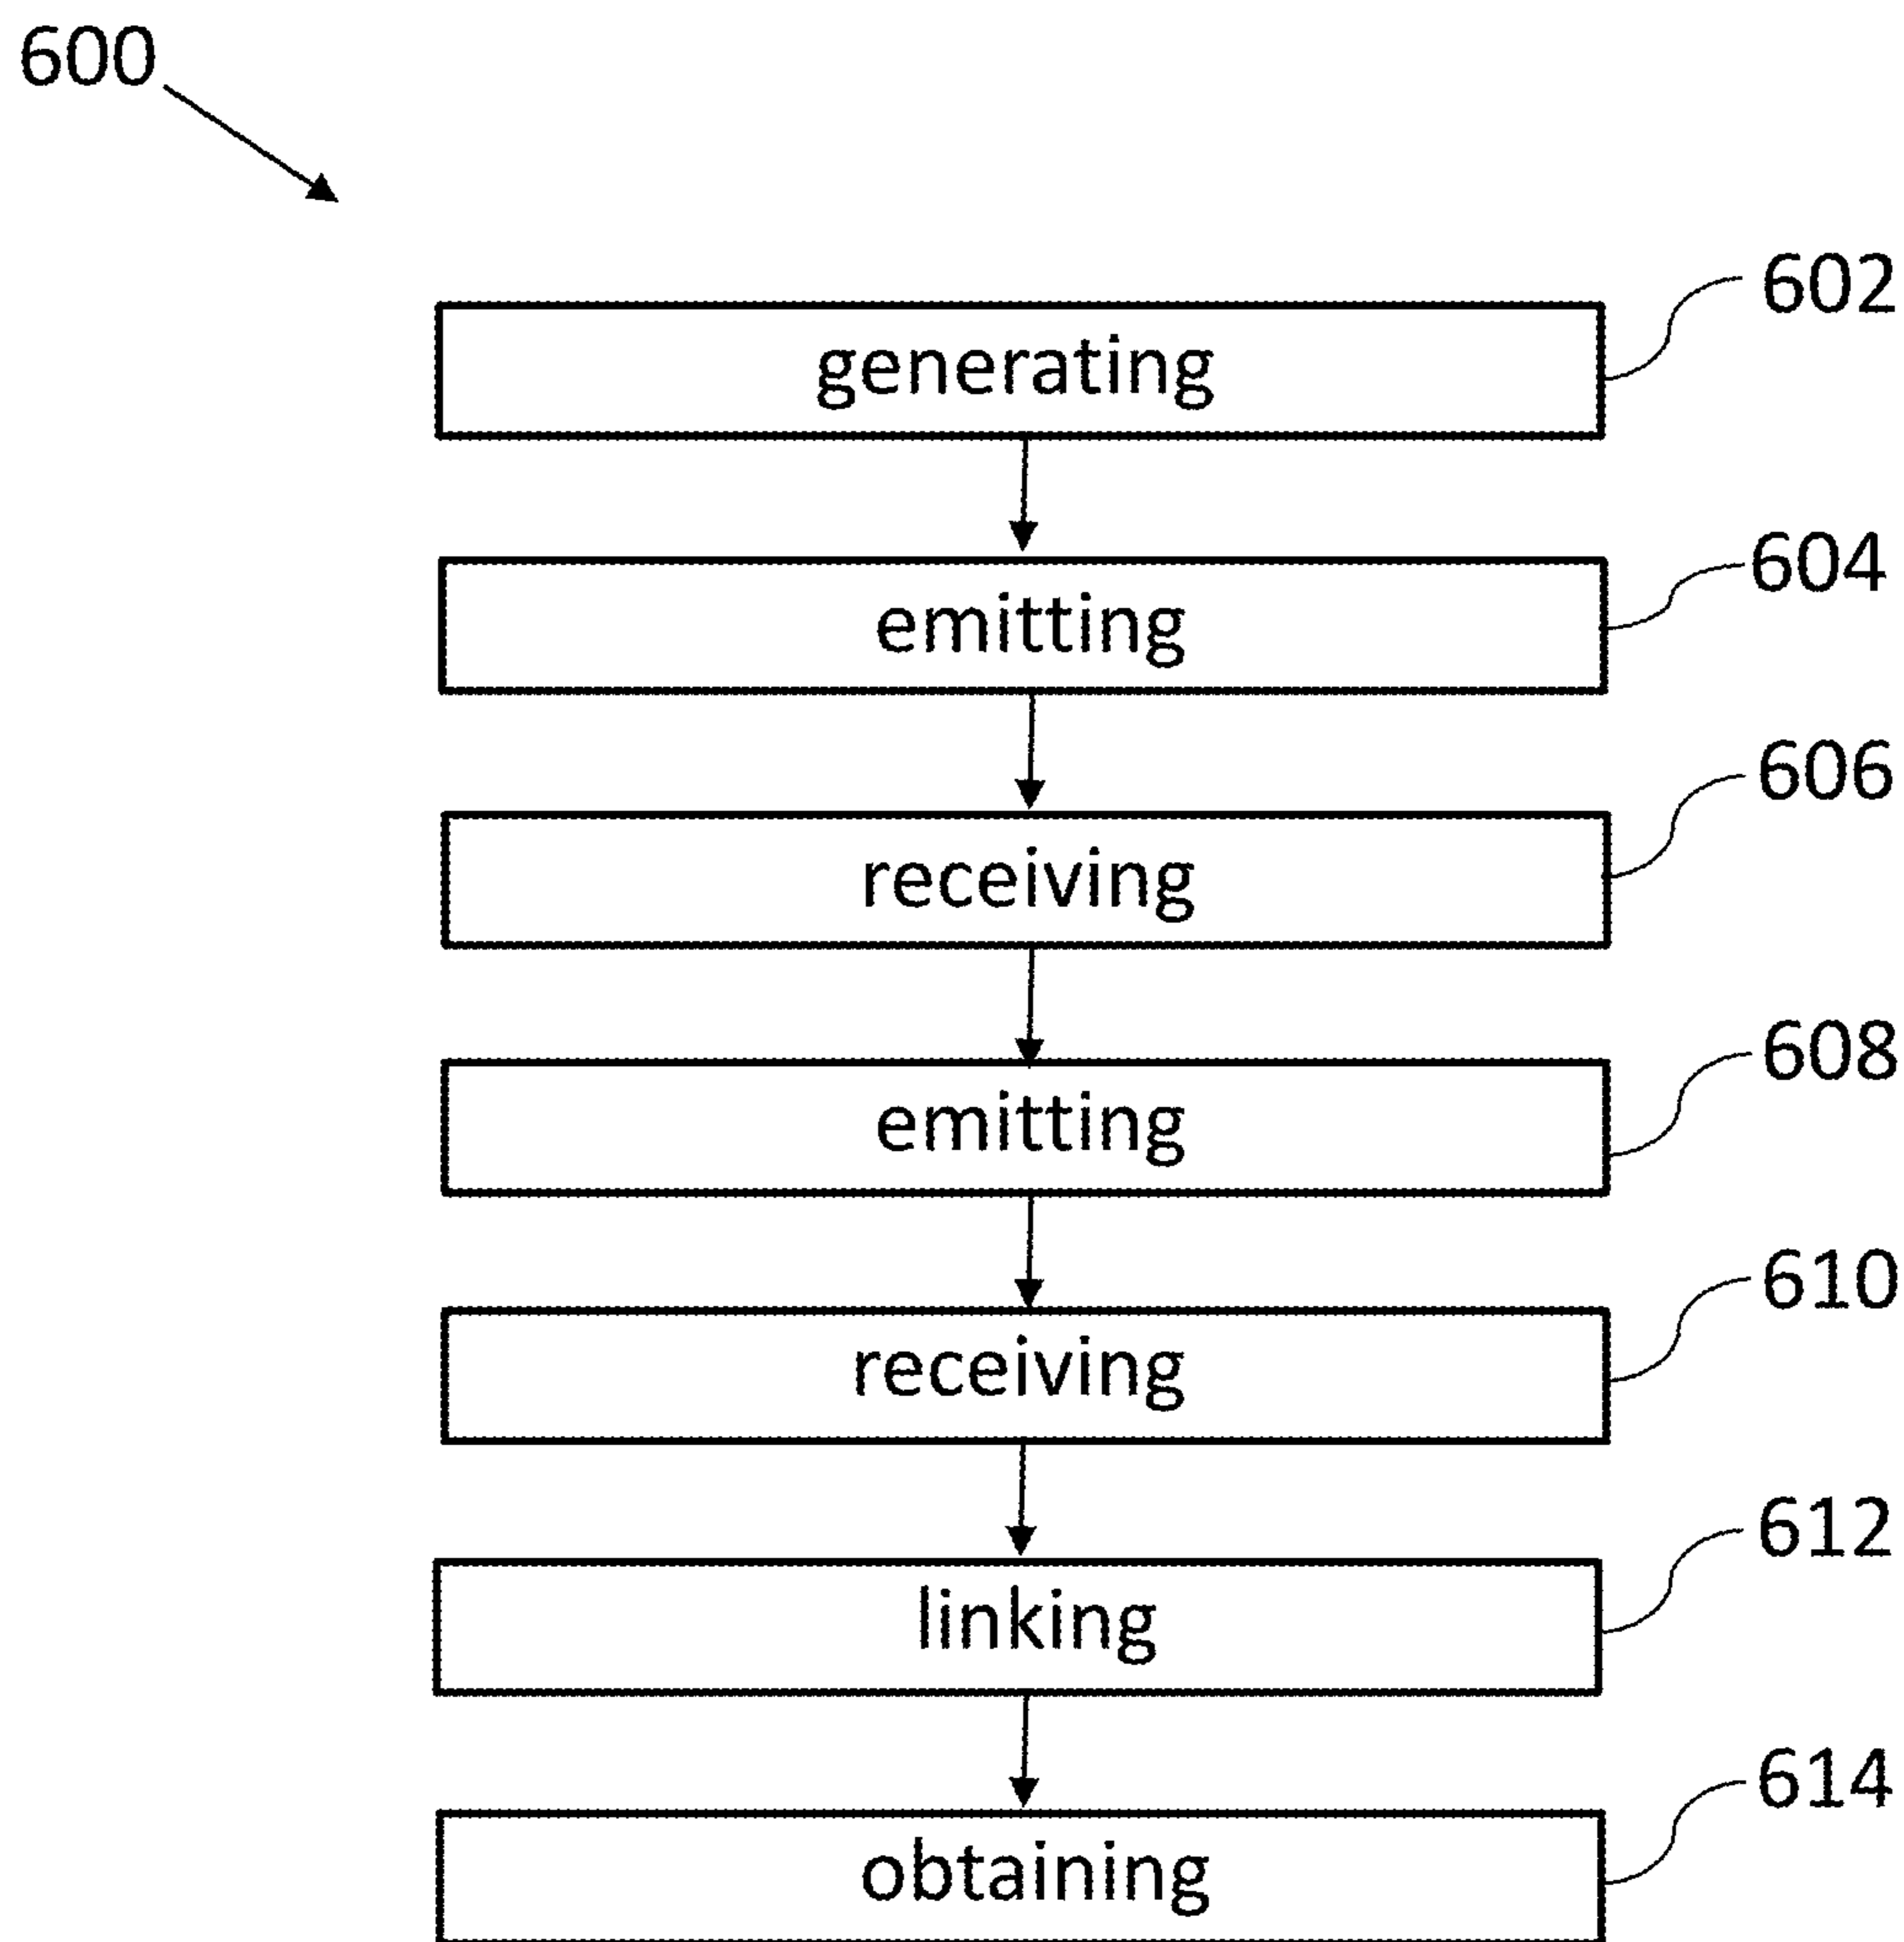 600
602
generating
604
emitting
606
receiving
608
emitting
610
receiving
612
linking
614
obtaining